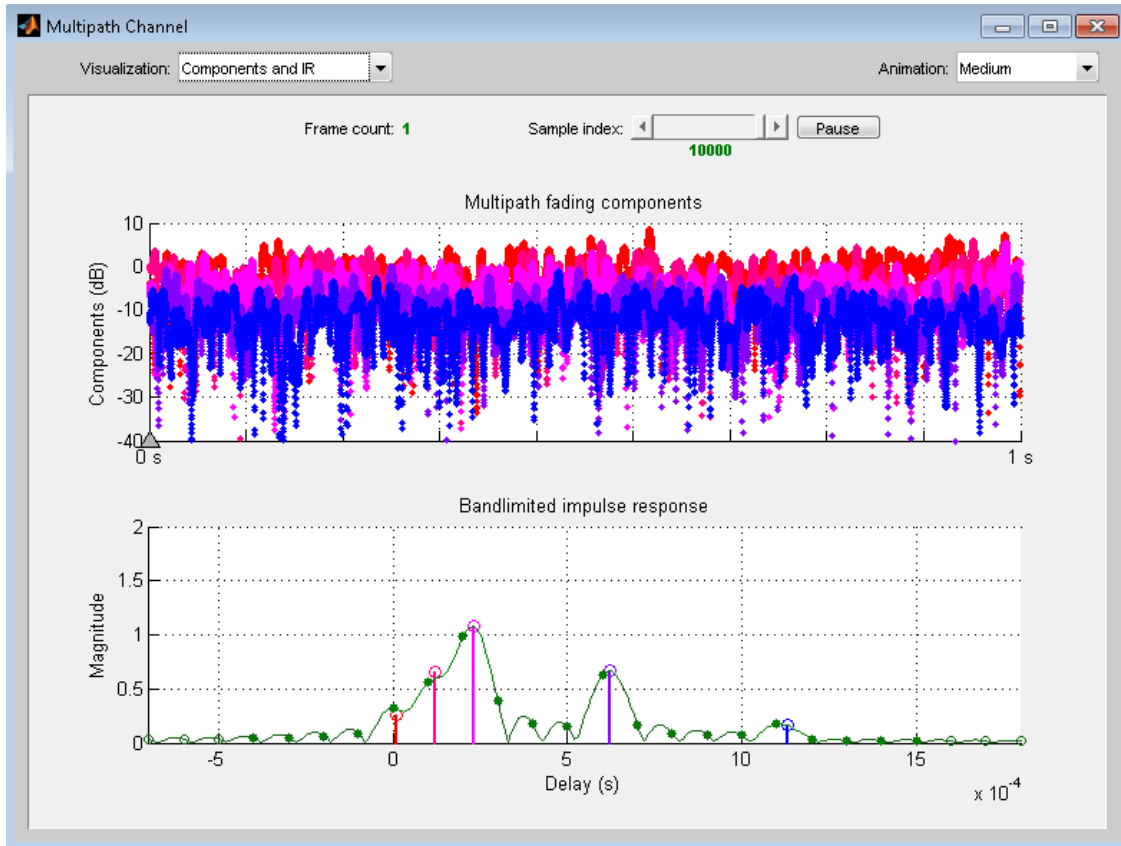 Multipath Channel
Visualization: Components and IR
Animation: Medium
Frame count: 1
Sample index:
Pause
10000
Multipath fading components
10
0
-10
-20
-30
-40
Components (dB)
0 s
1 s
Bandlimited impulse response
2
1.5
1
0.5
0
Magnitude
-5
0
5
10
15
Delay (s)
x 10^-4